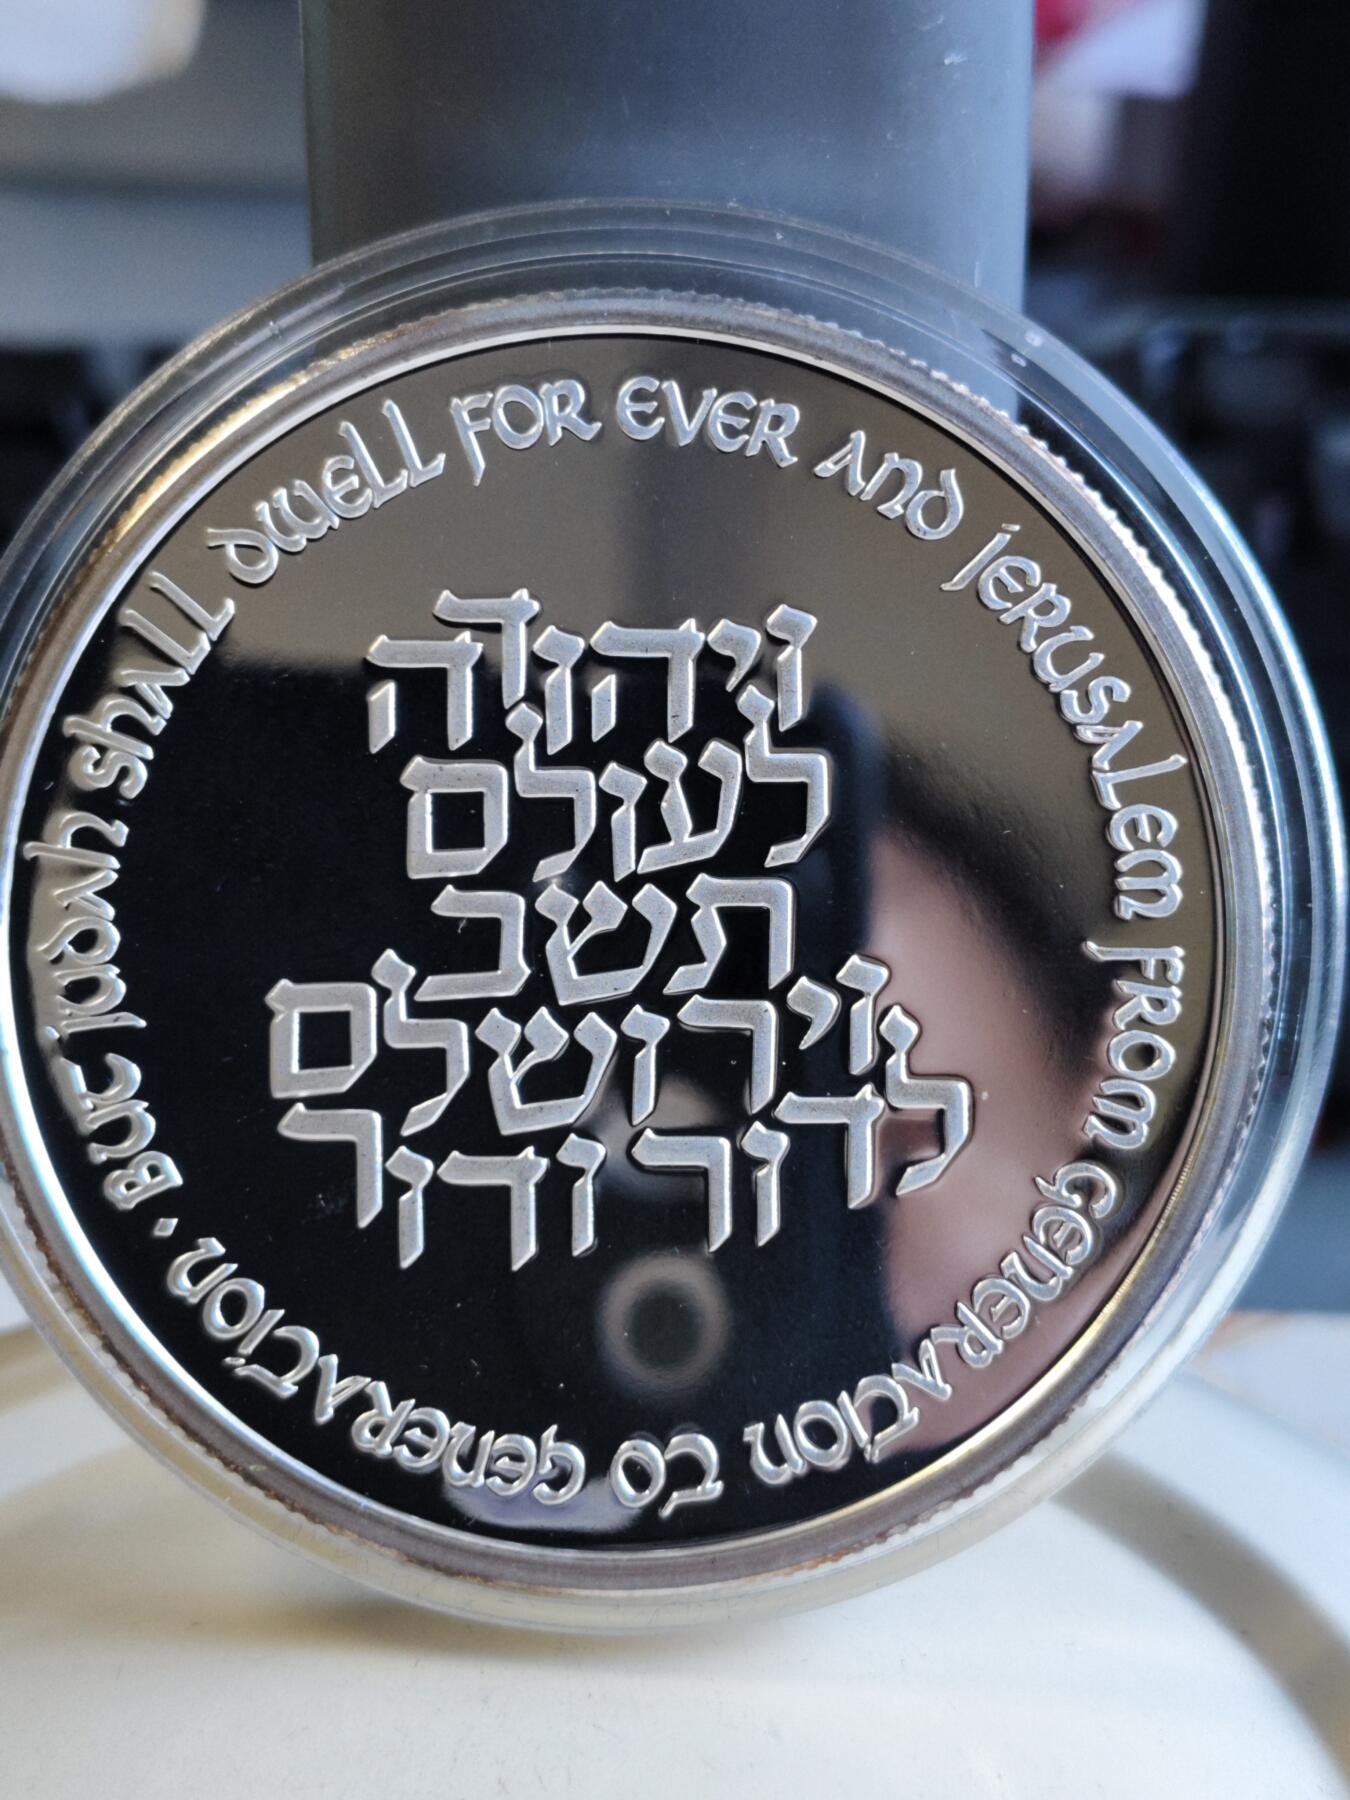 ויהודה
לעולם
תשב
וירושלם
לדור ודור
BUT JUDAH SHALL DWELL FOR EVER AND JERUSALEM FROM GENERATION TO GENERATION ·